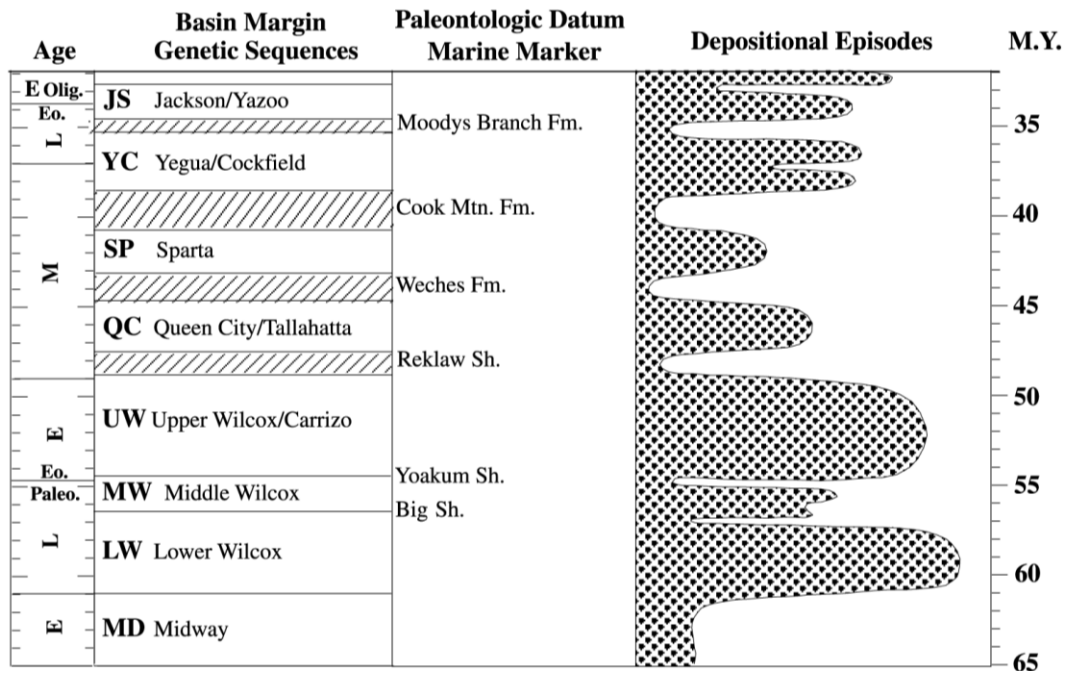 Age
Basin Margin
Genetic Sequences
Paleontologic Datum
Marine Marker
Depositional Episodes
M.Y.
E Olig.
Eo.
L
M
E
Eo.
Paleo.
L
E
JS Jackson/Yazoo
YC Yegua/Cockfield
SP Sparta
QC Queen City/Tallahatta
UW Upper Wilcox/Carrizo
MW Middle Wilcox
LW Lower Wilcox
MD Midway
Moodys Branch Fm.
Cook Mtn. Fm.
Weches Fm.
Reklaw Sh.
Yoakum Sh.
Big Sh.
35
40
45
50
55
60
65